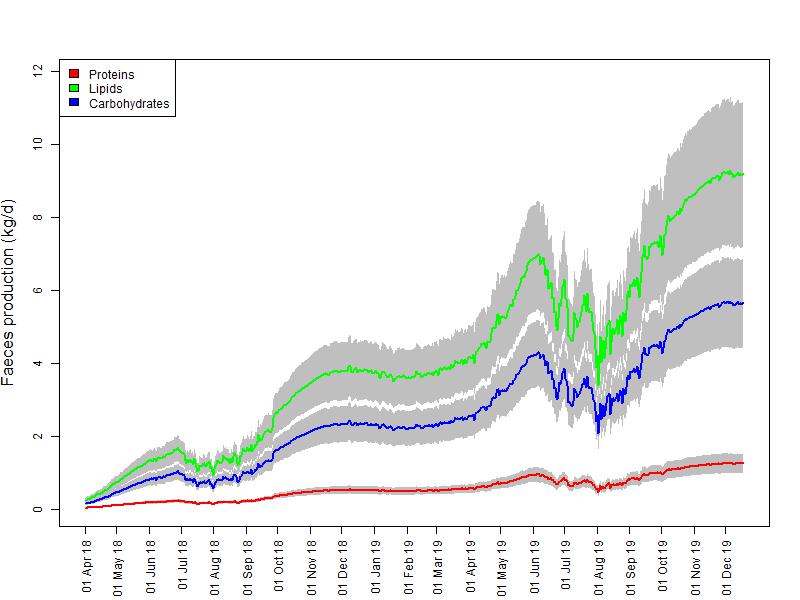 Proteins
Lipids
Carbohydrates
Faeces production (kg/d)
12
10
8
6
4
2
0
01 Apr 18
01 May 18
01 Jun 18
01 Jul 18
01 Aug 18
01 Sep 18
01 Oct 18
01 Nov 18
01 Dec 18
01 Jan 19
01 Feb 19
01 Mar 19
01 Apr 19
01 May 19
01 Jun 19
01 Jul 19
01 Aug 19
01 Sep 19
01 Oct 19
01 Nov 19
01 Dec 19